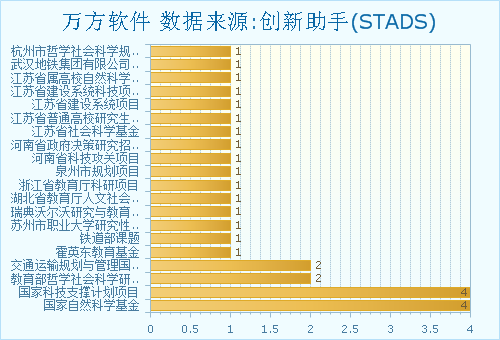 万方软件 数据来源:创新助手(STADS)
杭州市哲学社会科学规.. 1
武汉地铁集团有限公司.. 1
江苏省属高校自然科学.. 1
江苏省建设系统科技项.. 1
江苏省建设系统项目 1
江苏省普通高校研究生.. 1
江苏省社会科学基金 1
河南省政府决策研究招.. 1
河南省科技攻关项目 1
泉州市规划项目 1
浙江省教育厅科研项目 1
湖北省教育厅人文社会.. 1
瑞典沃尔沃研究与教育.. 1
苏州市职业大学研究性.. 1
铁道部课题 1
霍英东教育基金 1
交通运输规划与管理国.. 2
教育部哲学社会科学研.. 2
国家科技支撑计划项目 4
国家自然科学基金 4
0 0.5 1 1.5 2 2.5 3 3.5 4